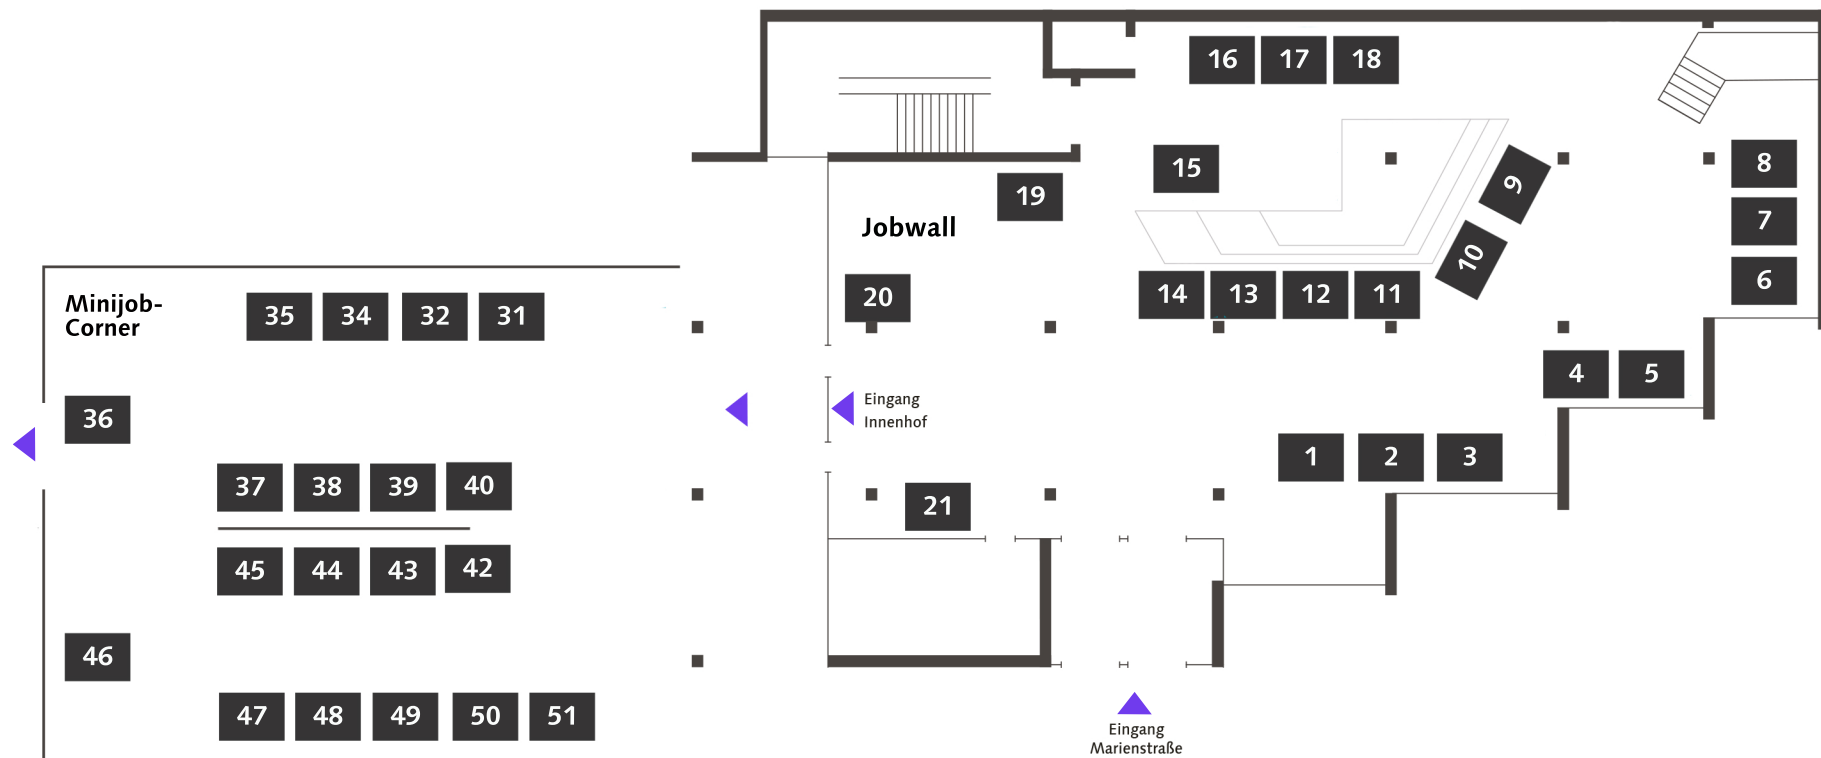 16 17 18
8
15
9
19
7
Jobwall
10
6
20
14 13 12 11
Minijob-
Corner
35 34 32 31
4 5
Eingang
Innenhof
36
1 2 3
37 38 39 40
21
45 44 43 42
46
47 48 49 50 51
Eingang
Marienstraße